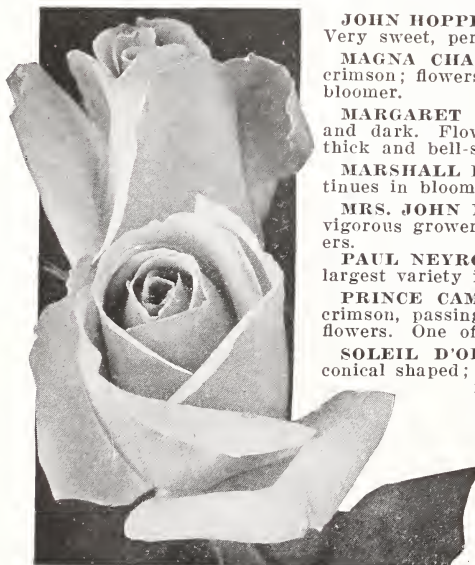 JOHN HOPPE
Very sweet, per
MAGNA CHA
crimson; flowers
bloomer.
MARGARET
and dark. Flow
thick and bell-s
MARSHALL
tinues in bloom
MRS. JOHN
vigorous grower
ers.
PAUL NEYRO
largest variety
PRINCE CAM
crimson, passing
flowers. One of
SOLEIL D'O
conical shaped;